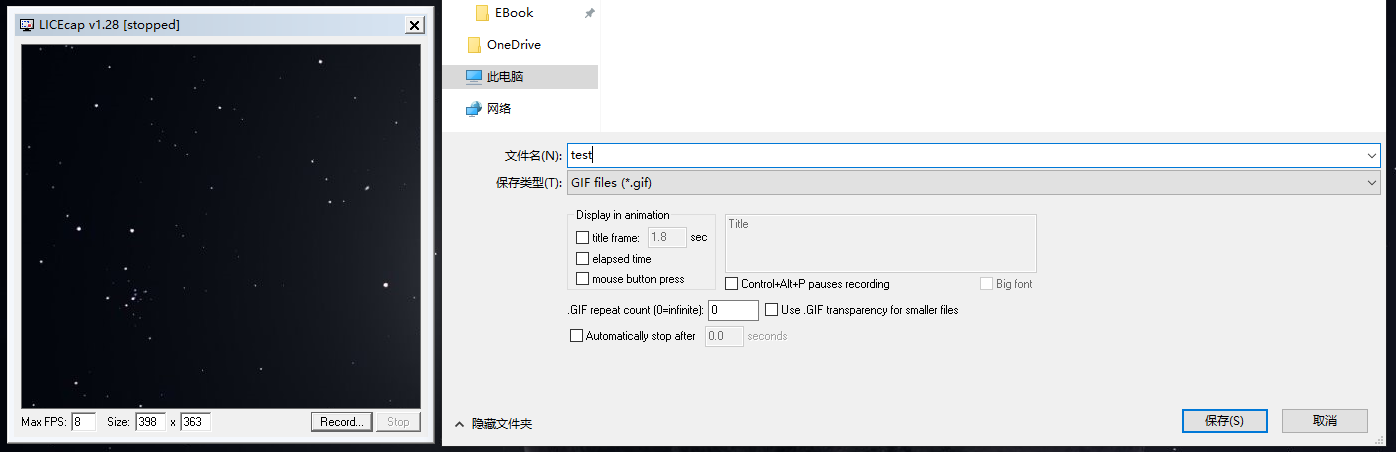 LICEcap v1.28 [stopped]
Max FPS: 8 Size: 398 x 363 Record... Stop
EBook
OneDrive
此电脑
网络
文件名(N): test
保存类型(T): GIF files (*.gif)
Display in animation
title frame: 1.8 sec
elapsed time
mouse button press
Title
Control+Alt+P pauses recording Big font
.GIF repeat count (0=infinite): 0 Use .GIF transparency for smaller files
Automatically stop after 0.0 seconds
隐藏文件夹
保存(S) 取消